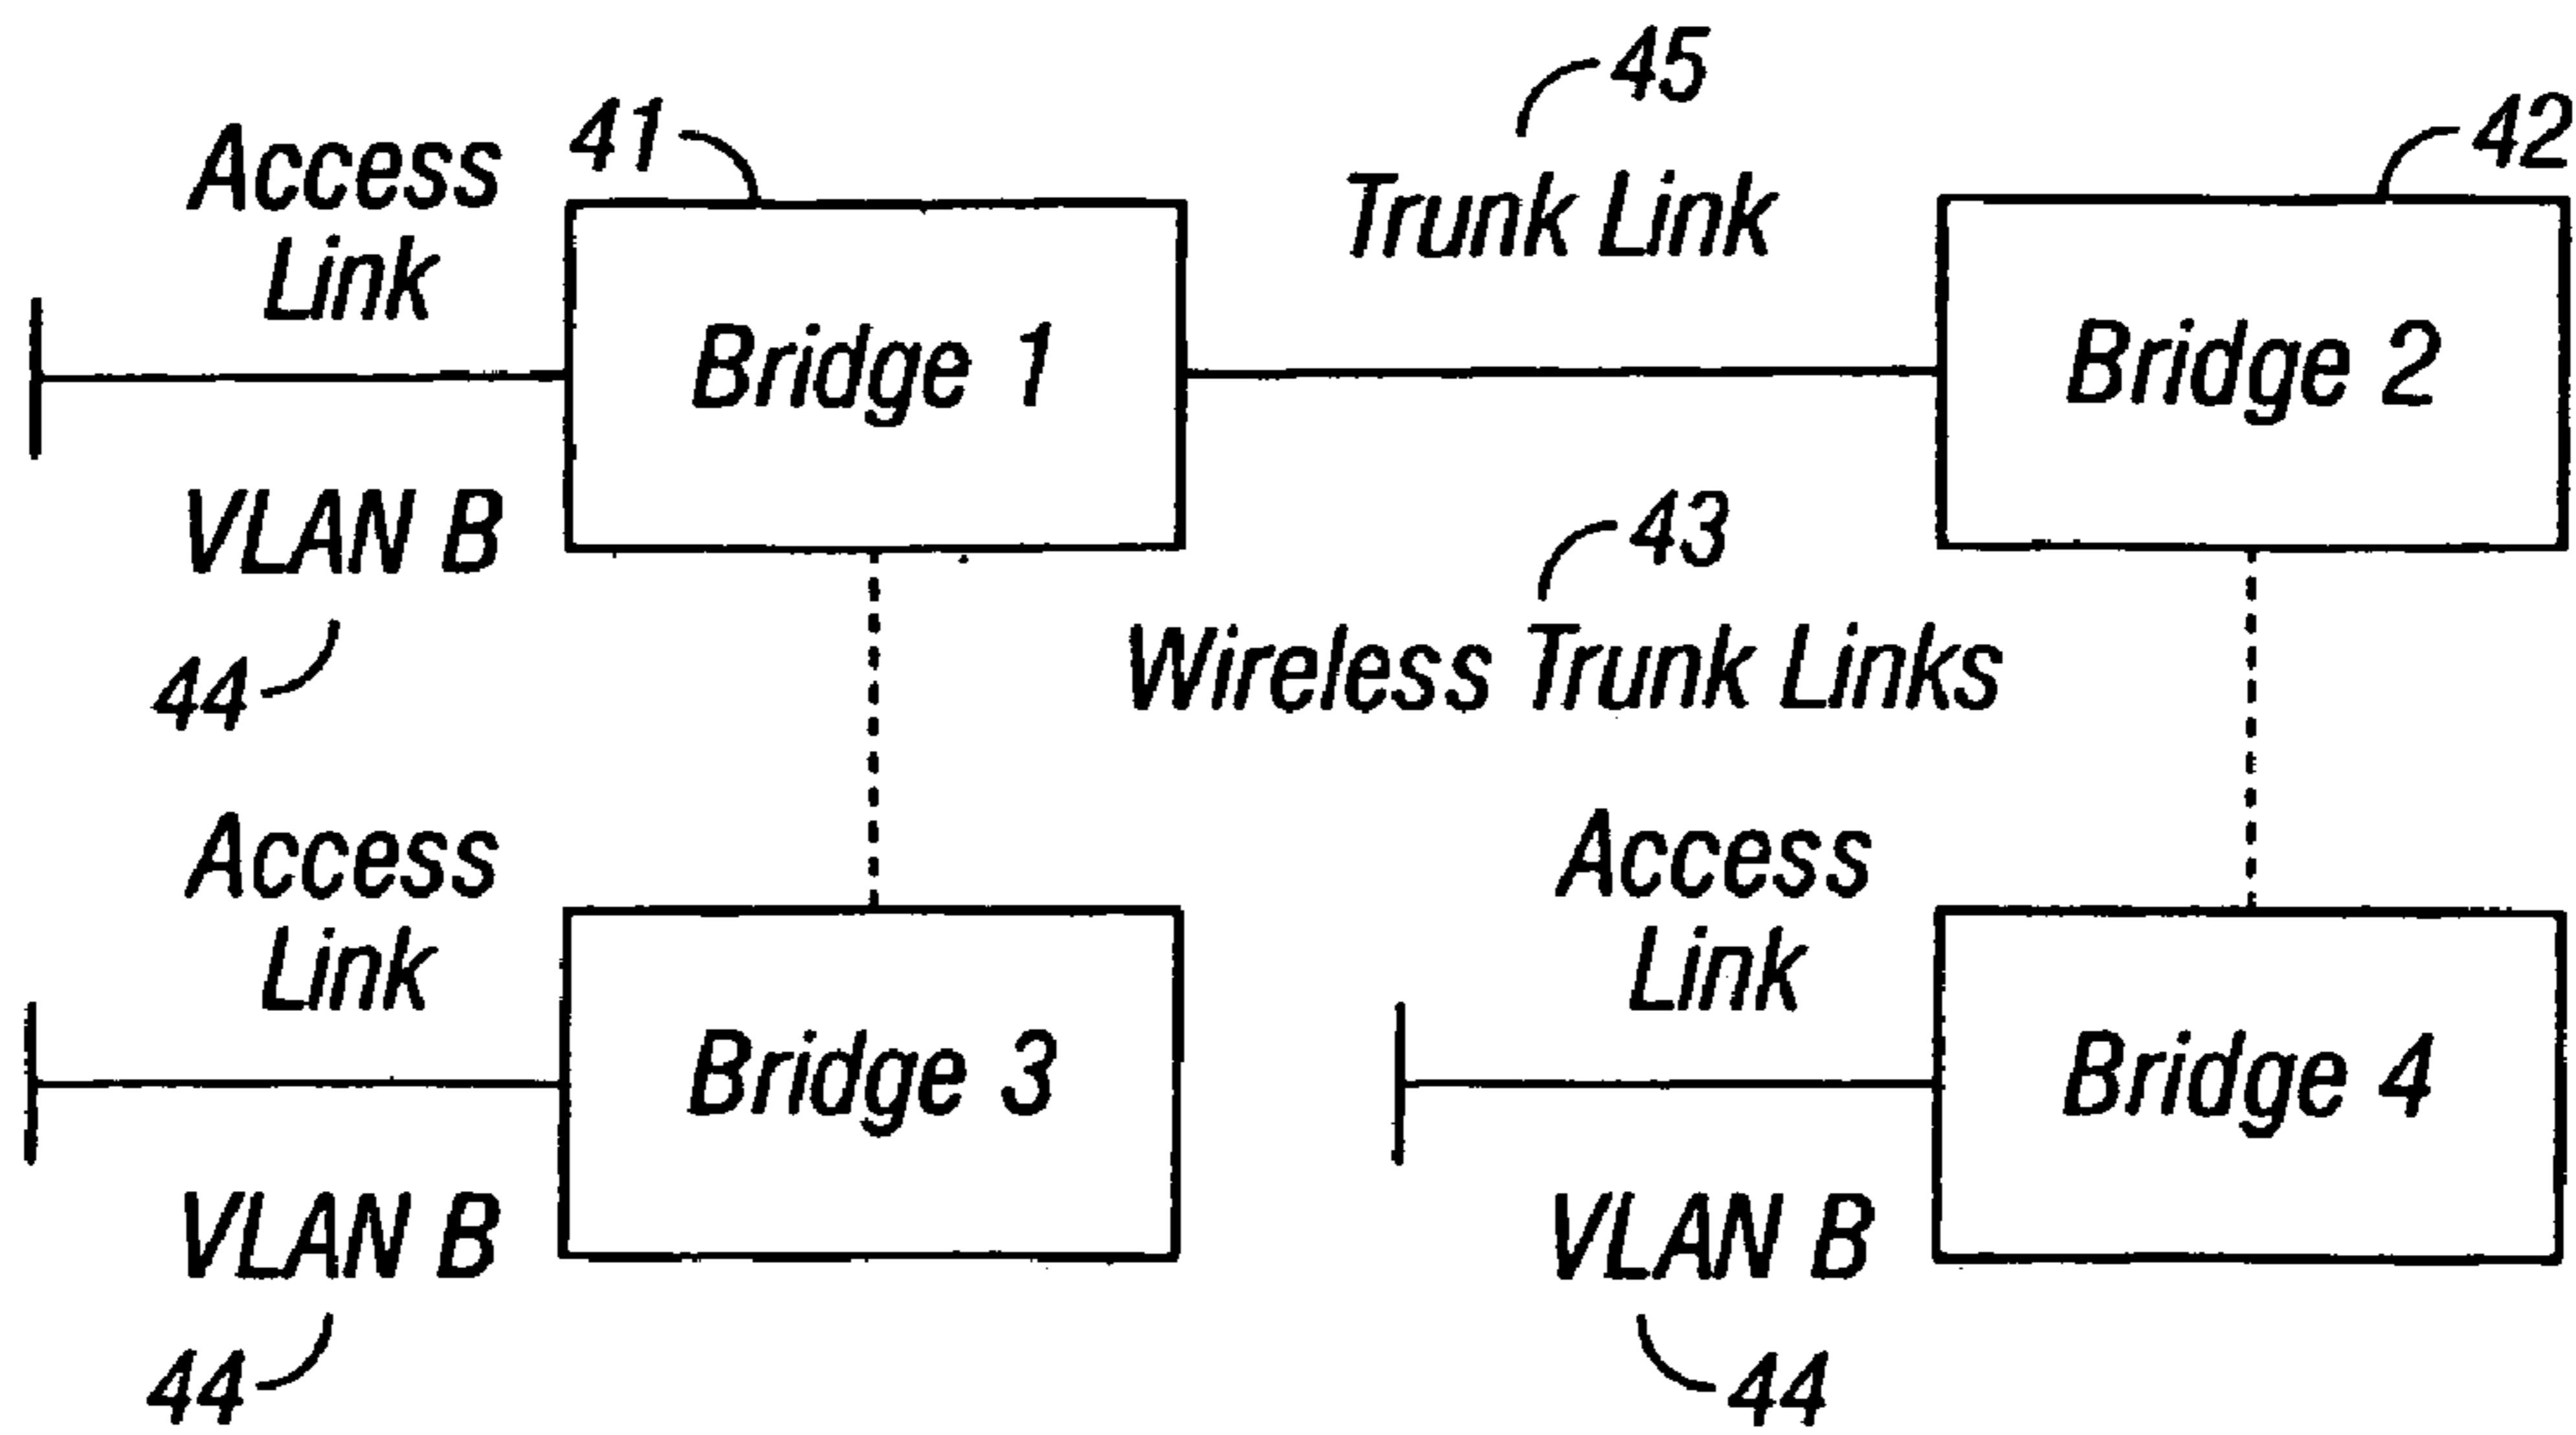 45
41
42
Access
Link
Trunk Link
Bridge 1
Bridge 2
VLAN B
43
44
Wireless Trunk Links
Access
Link
Access
Link
Bridge 3
Bridge 4
VLAN B
VLAN B
44
44